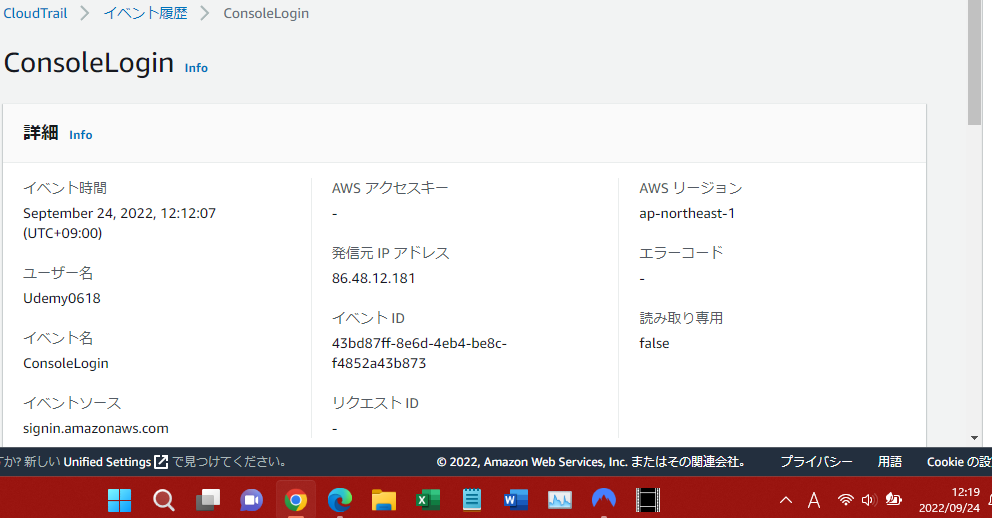 CloudTrail > イベント履歴 > ConsoleLogin
ConsoleLogin Info
詳細 Info
イベント時間
September 24, 2022, 12:12:07
(UTC+09:00)
ユーザー名
Udemy0618
イベント名
ConsoleLogin
イベントソース
signin.amazonaws.com
AWS アクセスキー
-
発信元 IP アドレス
86.48.12.181
イベント ID
43bd87ff-8e6d-4eb4-be8c-
f4852a43b873
リクエスト ID
-
AWS リージョン
ap-northeast-1
エラーコード
-
読み取り専用
false
すか? 新しい Unified Settings で見つけてください。 © 2022, Amazon Web Services, Inc. またはその関連会社。 プライバシー 用語 Cookie の設
A 12:19
2022/09/24